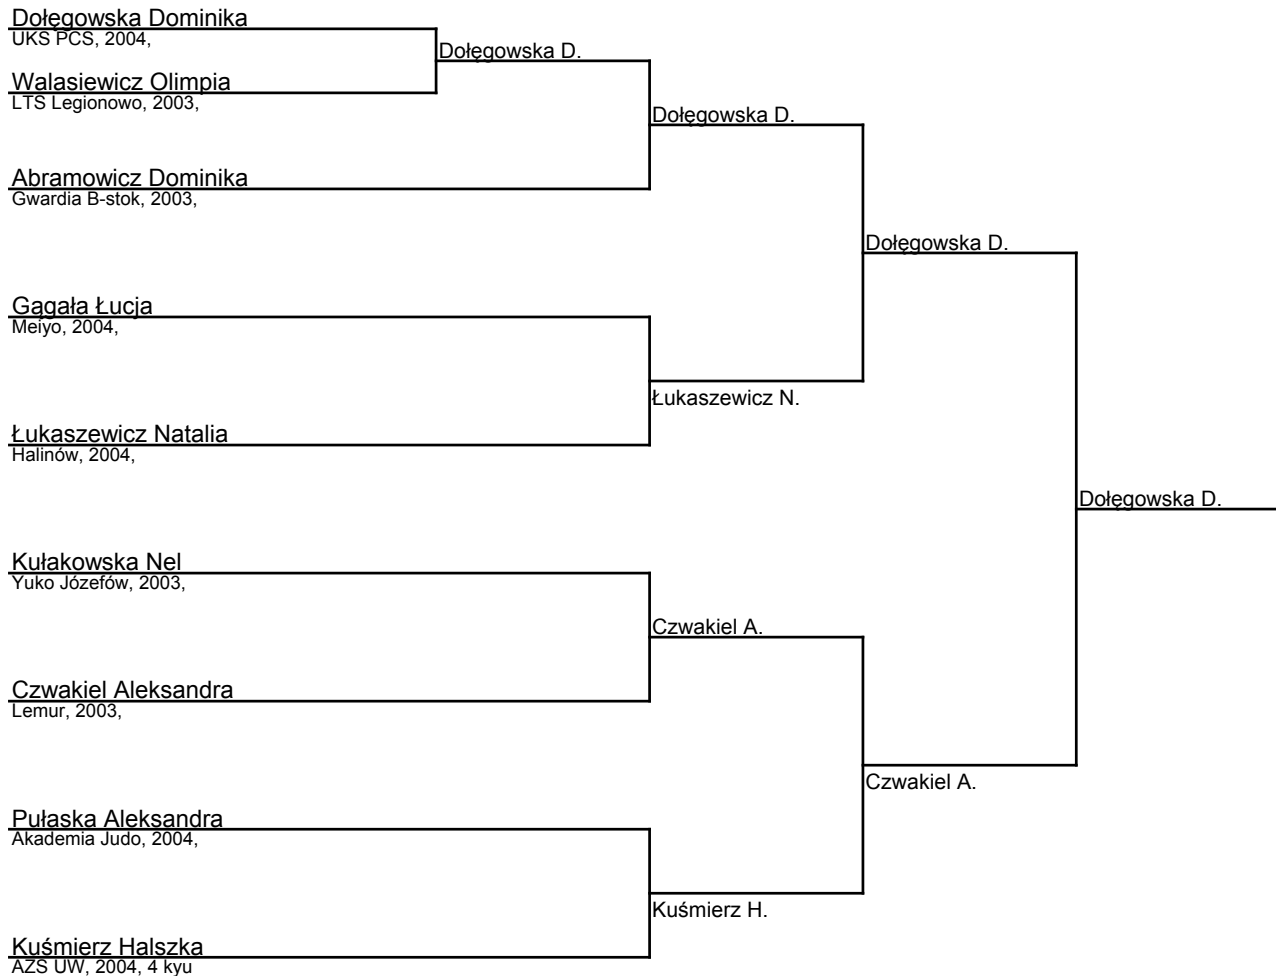 Dołęgowska Dominika
UKS PCS, 2004,
Dołęgowska D.
Walasiewicz Olimpia
LTS Legionowo, 2003,
Dołęgowska D.
Abramowicz Dominika
Gwardia B-stok, 2003,
Dołęgowska D.
Gągała Łucja
Meiyo, 2004,
Łukaszewicz N.
Łukaszewicz Natalia
Halinów, 2004,
Dołęgowska D.
Kułakowska Nel
Yuko Józefów, 2003,
Czwakiel A.
Czwakiel Aleksandra
Lemur, 2003,
Czwakiel A.
Pułaska Aleksandra
Akademia Judo, 2004,
Kuśmierz H.
Kuśmierz Halszka
AZS UW, 2004, 4 kyu